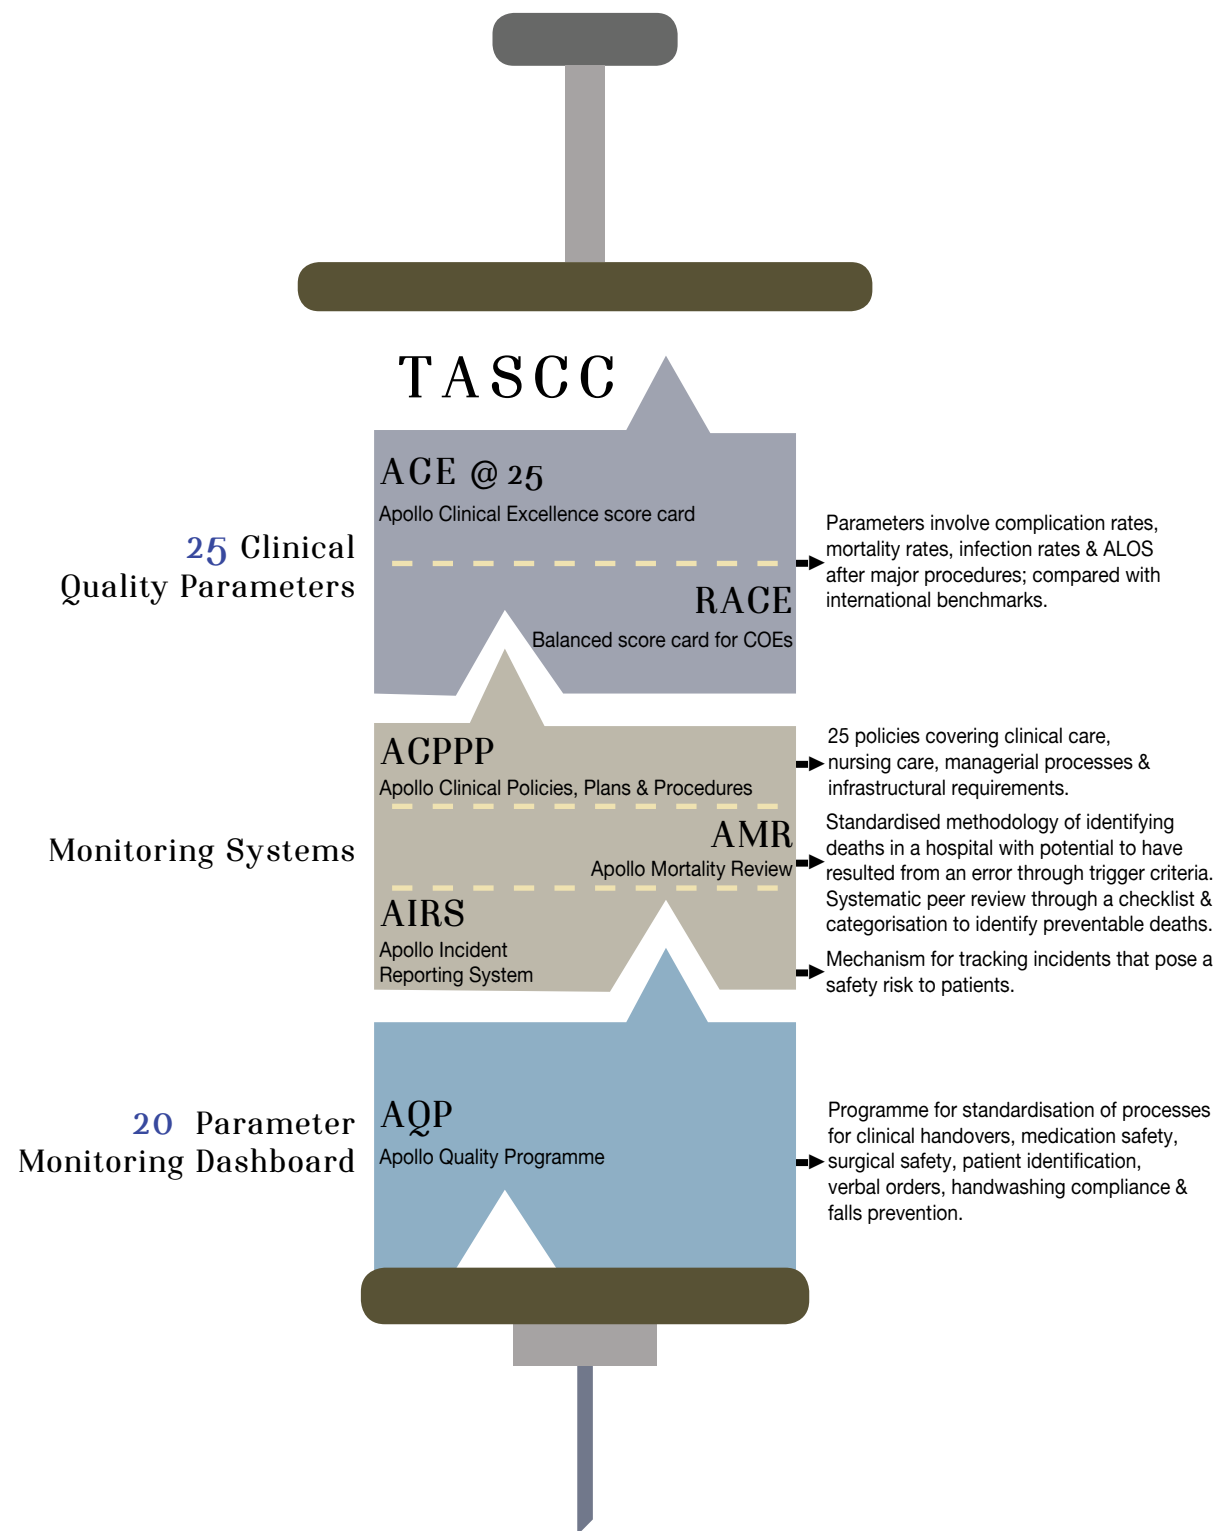 TASCC
ACE @ 25
Apollo Clinical Excellence score card
25 Clinical
Quality Parameters
Parameters involve complication rates,
mortality rates, infection rates & ALOS
after major procedures; compared with
international benchmarks.
RACE
Balanced score card for COEs
ACPPP
Apollo Clinical Policies, Plans & Procedures
25 policies covering clinical care,
nursing care, managerial processes &
infrastructural requirements.
Monitoring Systems
AMR
Apollo Mortality Review
Standardised methodology of identifying
deaths in a hospital with potential to have
resulted from an error through trigger criteria.
Systematic peer review through a checklist &
categorisation to identify preventable deaths.
AIRS
Apollo Incident
Reporting System
Mechanism for tracking incidents that pose a
safety risk to patients.
20 Parameter
Monitoring Dashboard
AQP
Apollo Quality Programme
Programme for standardisation of processes
for clinical handovers, medication safety,
surgical safety, patient identification,
verbal orders, handwashing compliance &
falls prevention.